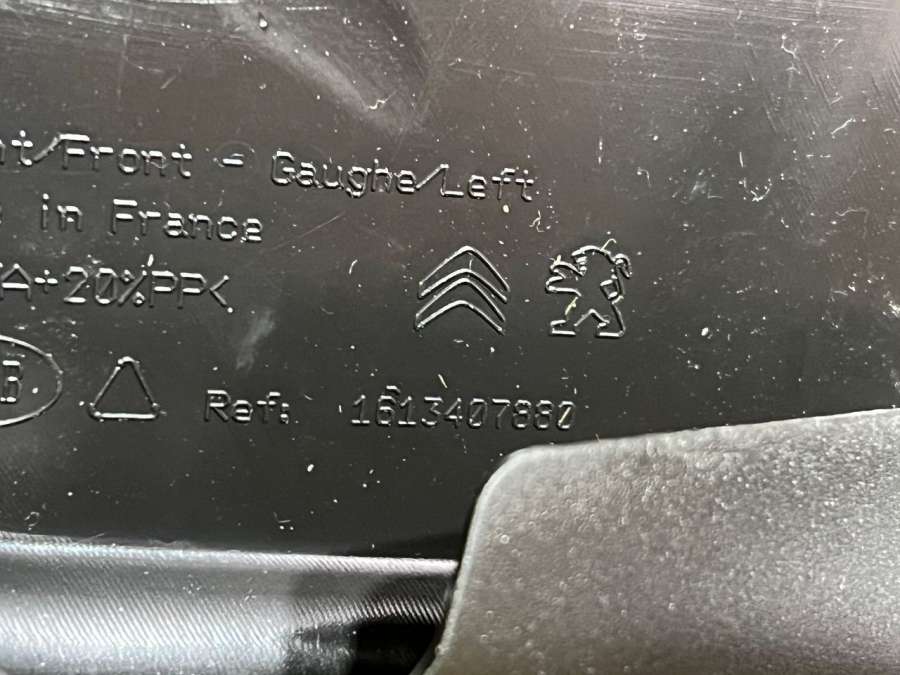 nt/Front - Gaughe/Left
in France
A+20%PP<
B
Ref: 1613407880